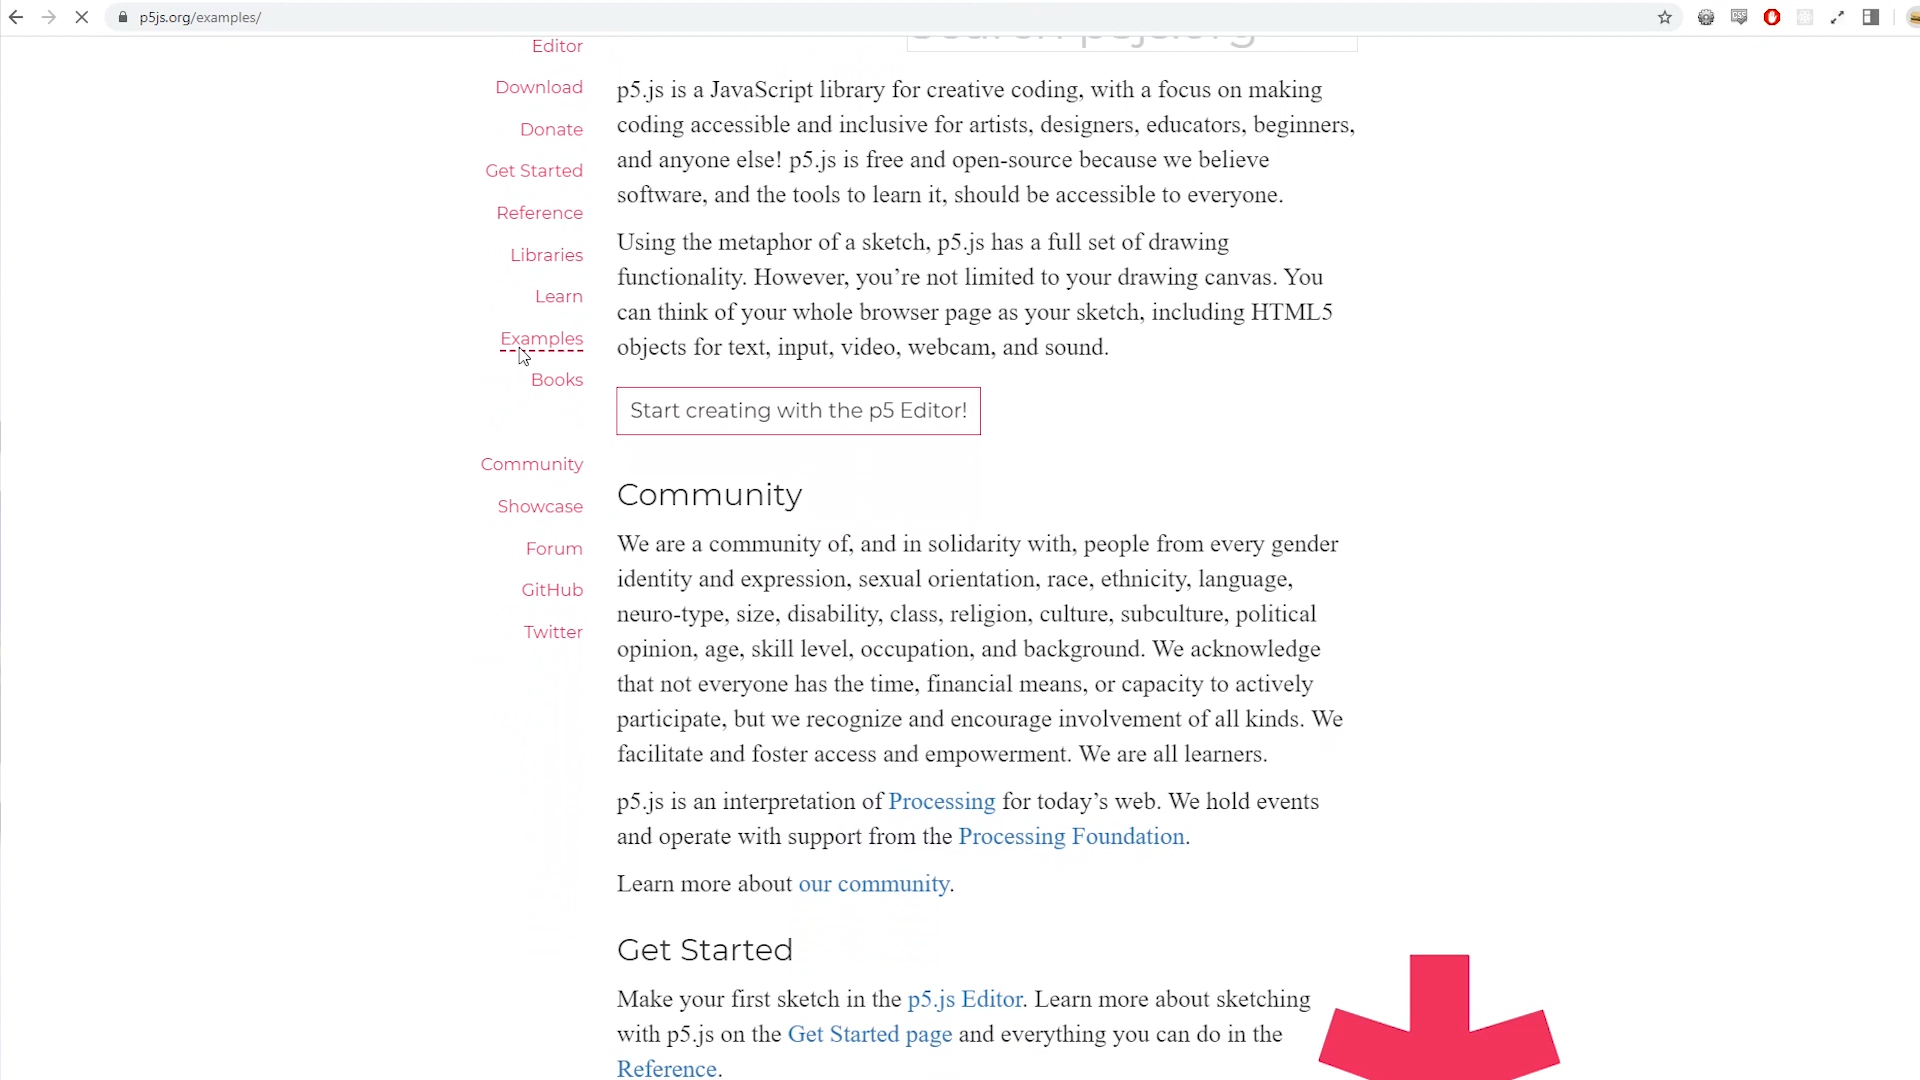 p5js.org/examples/
Search p5js.org
Editor
Download
Donate
Get Started
Reference
Libraries
Learn
Examples
Books
Community
Showcase
Forum
GitHub
Twitter
p5.js is a JavaScript library for creative coding, with a focus on making
coding accessible and inclusive for artists, designers, educators, beginners,
and anyone else! p5.js is free and open-source because we believe
software, and the tools to learn it, should be accessible to everyone.
Using the metaphor of a sketch, p5.js has a full set of drawing
functionality. However, you’re not limited to your drawing canvas. You
can think of your whole browser page as your sketch, including HTML5
objects for text, input, video, webcam, and sound.
Start creating with the p5 Editor!
Community
We are a community of, and in solidarity with, people from every gender
identity and expression, sexual orientation, race, ethnicity, language,
neuro-type, size, disability, class, religion, culture, subculture, political
opinion, age, skill level, occupation, and background. We acknowledge
that not everyone has the time, financial means, or capacity to actively
participate, but we recognize and encourage involvement of all kinds. We
facilitate and foster access and empowerment. We are all learners.
p5.js is an interpretation of Processing for today’s web. We hold events
and operate with support from the Processing Foundation.
Learn more about our community.
Get Started
Make your first sketch in the p5.js Editor. Learn more about sketching
with p5.js on the Get Started page and everything you can do in the
Reference.